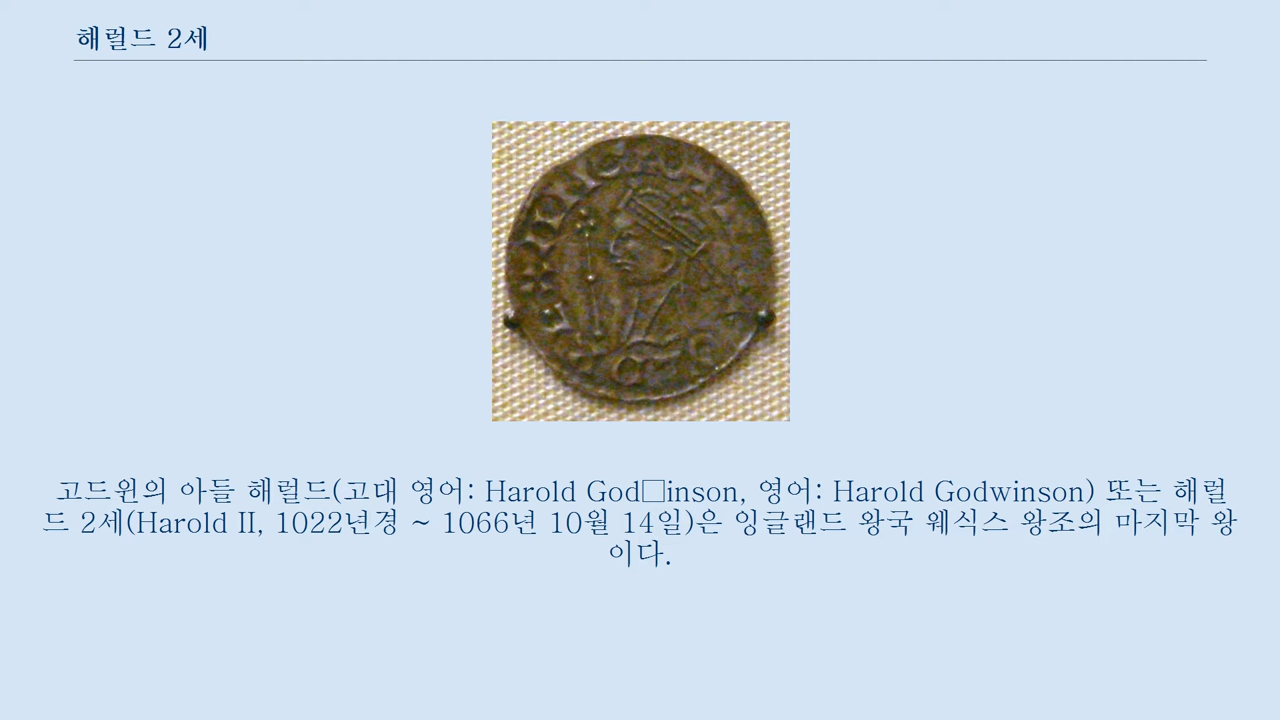 해럴드 2세
고드윈의 아들 해럴드(고대 영어: Harold God□inson, 영어: Harold Godwinson) 또는 해럴
드 2세(Harold II, 1022년경 ~ 1066년 10월 14일)은 잉글랜드 왕국 웨식스 왕조의 마지막 왕
이다.